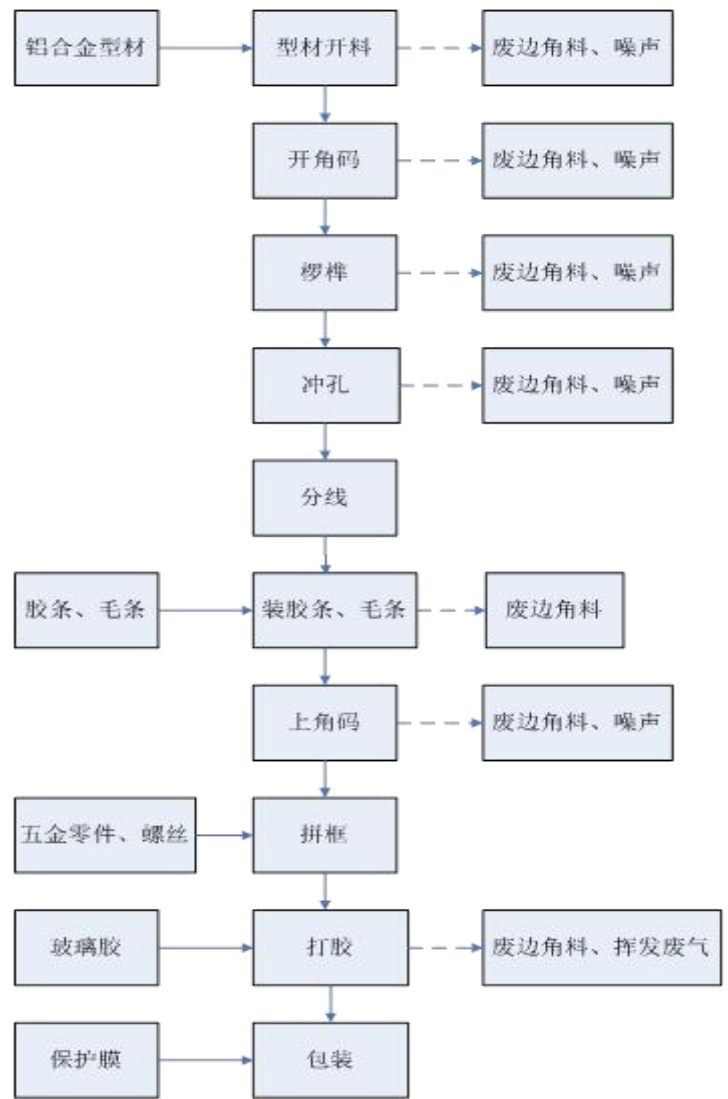 铝合金型材
型材开料
废边角料、噪声
开角码
废边角料、噪声
椤榫
废边角料、噪声
冲孔
废边角料、噪声
分线
胶条、毛条
装胶条、毛条
废边角料
上角码
废边角料、噪声
五金零件、螺丝
拼框
玻璃胶
打胶
废边角料、挥发废气
保护膜
包装